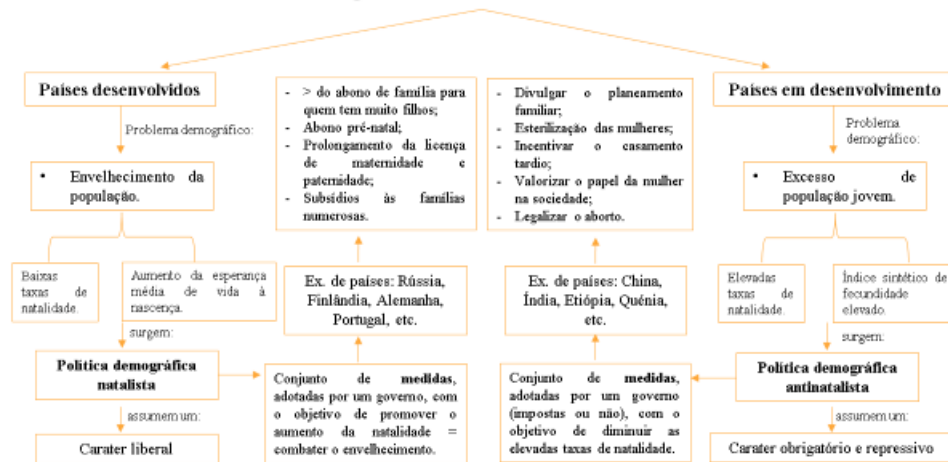 Países desenvolvidos
Problema demográfico:
• Envelhecimento da
população.
Baixas
taxas de
natalidade.
Aumento da esperança
média de vida à
nascença.
surgem:
Política demográfica
natalista
assumem um:
Carater liberal
- > do abono de família para
quem tem muito filhos;
- Abono pré-natal;
- Prolongamento da licença
de maternidade e
paternidade;
- Subsídios às famílias
numerosas.
Ex. de países: Rússia,
Finlândia, Alemanha,
Portugal, etc.
Conjunto de medidas,
adotadas por um governo, com
o objetivo de promover o
aumento da natalidade =
combater o envelhecimento.
- Divulgar o planeamento
familiar;
- Esterilização das mulheres;
- Incentivar o casamento
tardio;
- Valorizar o papel da mulher
na sociedade;
- Legalizar o aborto.
Ex. de países: China,
Índia, Etiópia, Quénia,
etc.
Conjunto de medidas,
adotadas por um governo
(impostas ou não), com o
objetivo de diminuir as
elevadas taxas de natalidade.
Países em desenvolvimento
Problema
demográfico:
• Excesso de
população jovem.
Elevadas
taxas de
natalidade.
Índice sintético de
fecundidade
elevado.
surgem:
Política demográfica
antinatalista
assumem um:
Carater obrigatório e repressivo